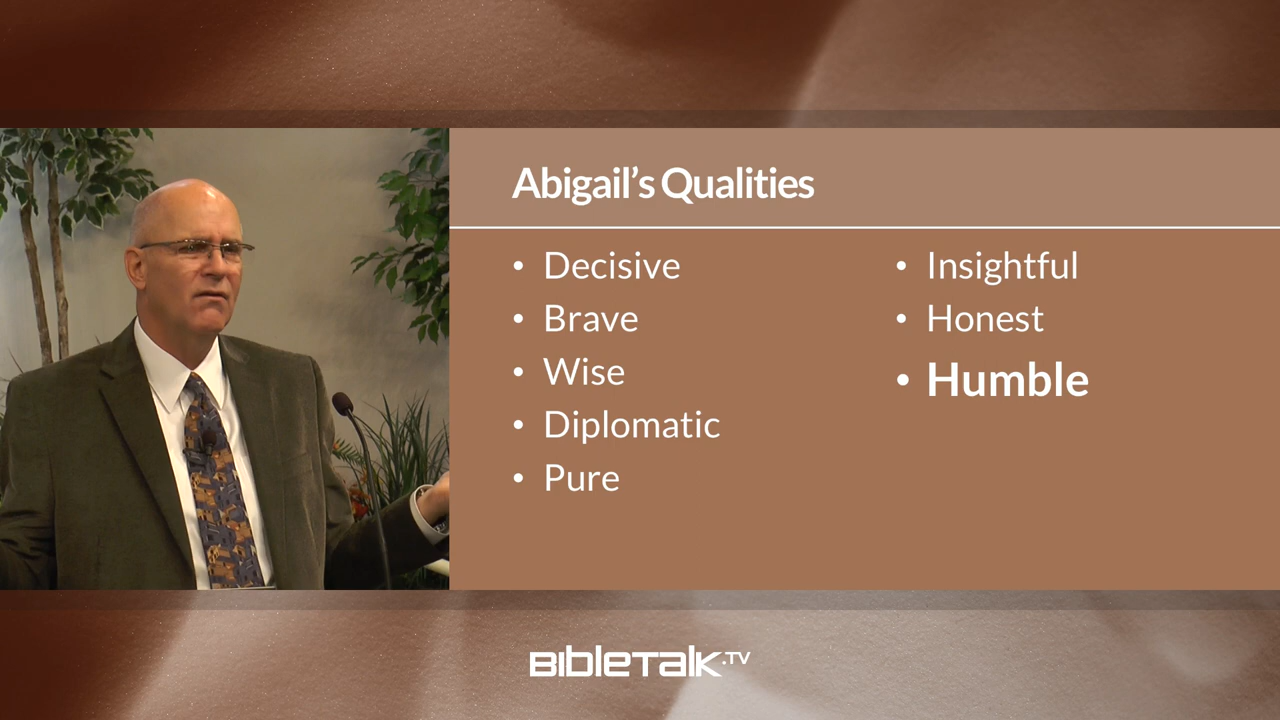 Abigail’s Qualities
• Decisive
• Brave
• Wise
• Diplomatic
• Pure
• Insightful
• Honest
• Humble
BIBLETALK.TV